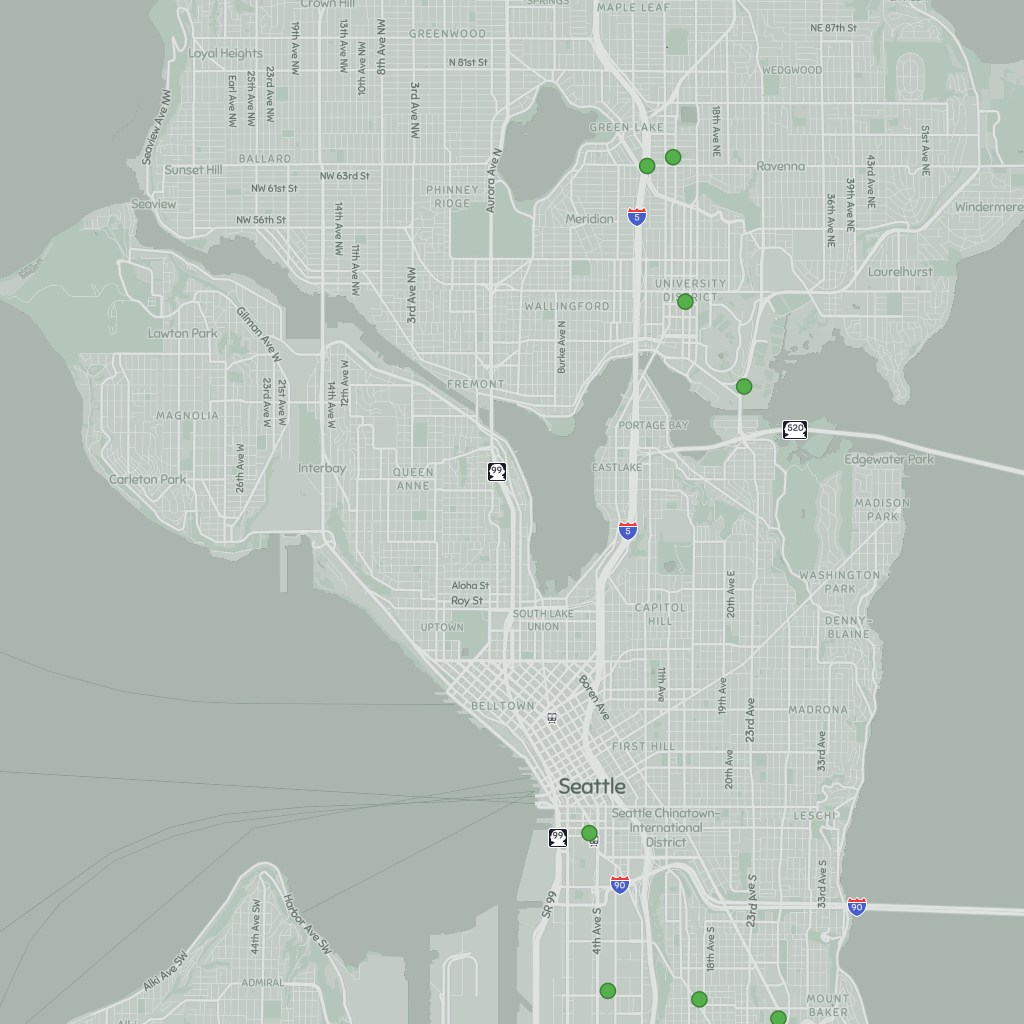 Crown Hill
SPRINGS
MAPLE LEAF
NE 87th St
GREENWOOD
Loyal Heights
19th Ave NW
13th Ave NW
10th Ave NW
8th Ave NW
N 81st St
WEDGWOOD
Earl Ave NW
25th Ave NW
23rd Ave NW
3rd Ave NW
Seaview Ave NW
GREEN LAKE
18th Ave NE
51st Ave NE
BALLARD
Sunset Hill
NW 63rd St
Ravenna
NW 61st St
PHINNEY
RIDGE
Aurora Ave N
43rd Ave NE
39th Ave NE
36th Ave NE
Seaview
NW 56th St
14th Ave NW
11th Ave NW
Meridian
5
Windermere
3rd Ave NW
Laurelhurst
UNIVERSITY
DISTRICT
WALLINGFORD
Lawton Park
Gilman Ave W
Burke Ave N
FREMONT
23rd Ave W
21st Ave W
14th Ave W
12th Ave W
MAGNOLIA
PORTAGE BAY
520
26th Ave W
Interbay
QUEEN
ANNE
99
EASTLAKE
Edgewater Park
Carleton Park
MADISON
PARK
5
WASHINGTON
PARK
Aloha St
Roy St
20th Ave E
SOUTH LAKE
UNION
CAPITOL
HILL
UPTOWN
DENNY-
BLAINE
11th Ave
19th Ave
23rd Ave
Boren Ave
BELLTOWN
MADRONA
FIRST HILL
20th Ave
33rd Ave
Seattle
Seattle Chinatown-
International
District
LESCHI
99
90
23rd Ave S
33rd Ave S
90
SR 99
4th Ave S
18th Ave S
44th Ave SW
Harbor Ave SW
Alki Ave SW
ADMIRAL
MOUNT
BAKER
Alki